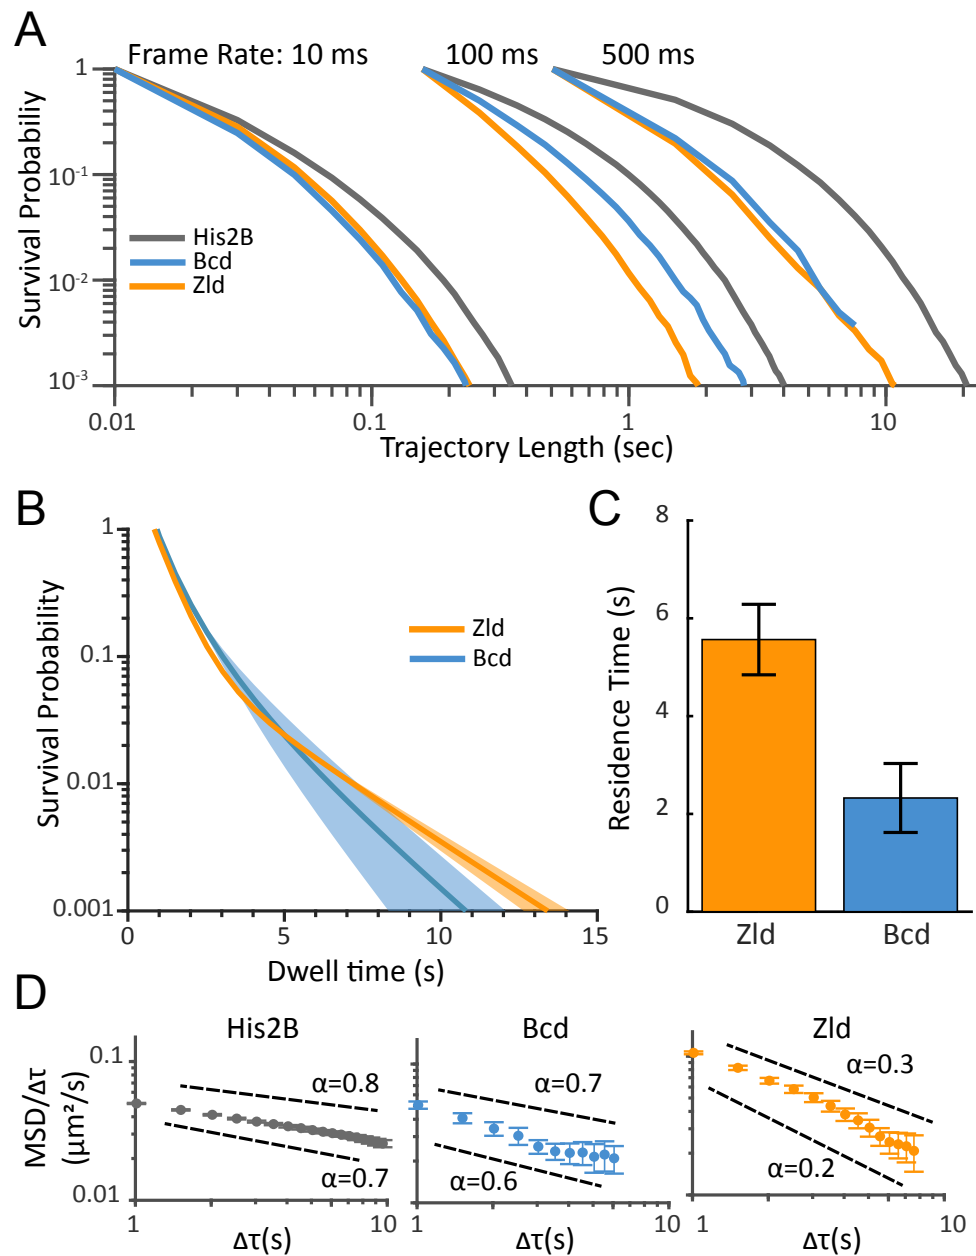 A
Frame Rate: 10 ms 100 ms 500 ms
Survival Probability
1
10⁻¹
10⁻²
10⁻³
His2B
Bcd
Zld
0.01 0.1 1 10
Trajectory Length (sec)
B
Survival Probability
1
0.1
0.01
0.001
Zld
Bcd
0 5 10 15
Dwell time (s)
C
Residence Time (s)
8
6
4
2
0
Zld Bcd
D
His2B Bcd Zld
MSD/Δτ
(µm²/s)
0.1
0.01
α=0.8
α=0.7
α=0.7
α=0.6
α=0.3
α=0.2
1 10 1 10 1 10
Δτ(s) Δτ(s) Δτ(s)